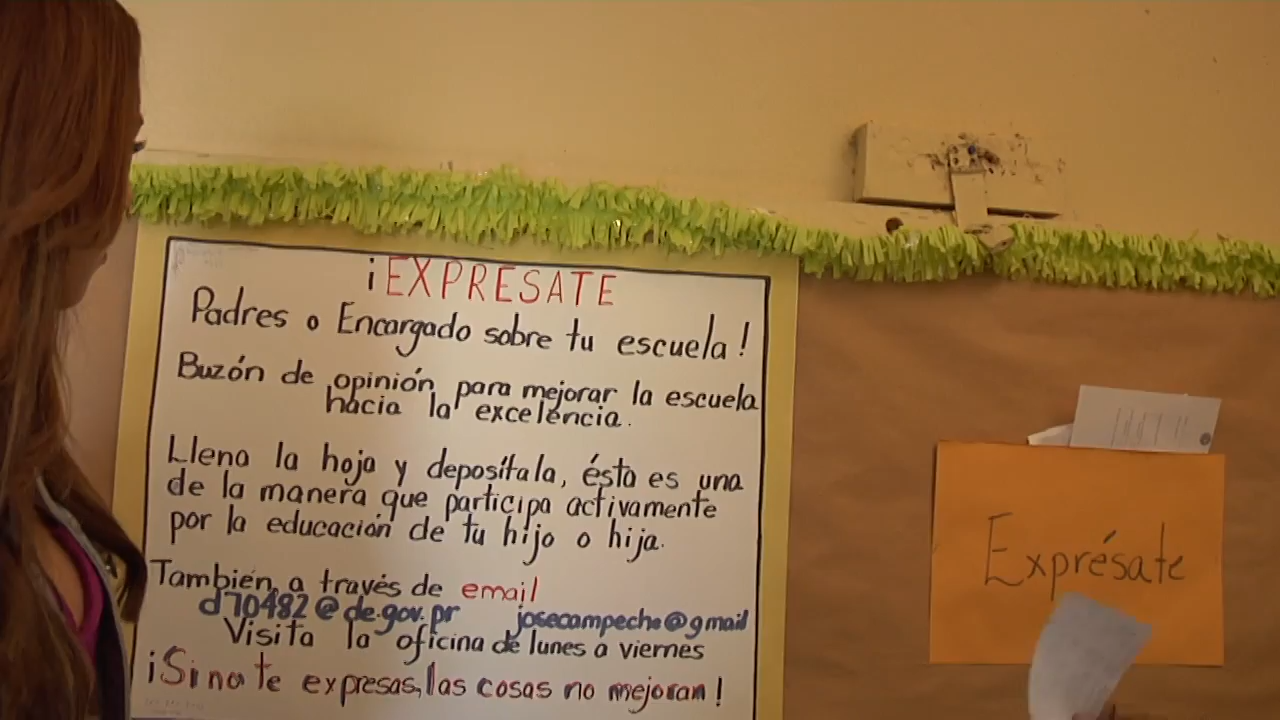 ¡EXPRESATE
Padres o Encargado sobre tu escuela!
Buzón de opinión para mejorar la escuela
hacia la excelencia.
Llena la hoja y deposítala, ésta es una
de la manera que participa activamente
por la educación de tu hijo o hija.
También, a través de email
d70482@de.gov.pr josecampeche@gmail
Visita la oficina de lunes a viernes
¡Si no te expresas, las cosas no mejoran!
Exprésate